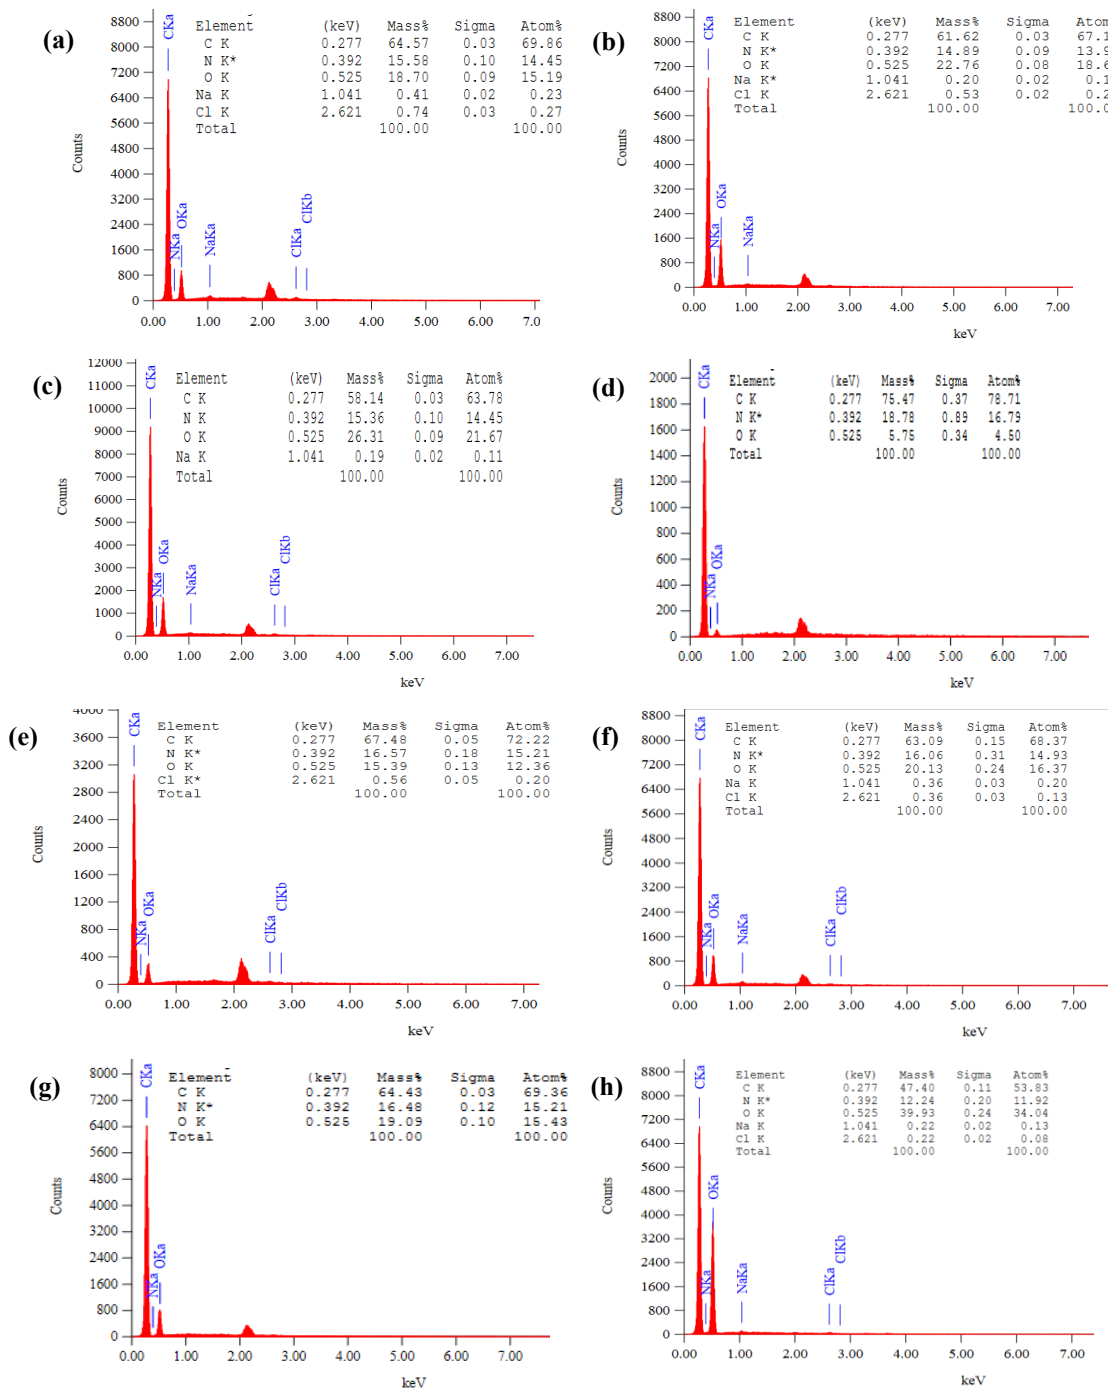 (a)
Element (keV) Mass% Sigma Atom%
C K 0.277 64.57 0.03 69.86
N K* 0.392 15.58 0.10 14.45
O K 0.525 18.70 0.09 15.19
Na K 1.041 0.41 0.02 0.23
Cl K 2.621 0.74 0.03 0.27
Total 100.00 100.00
Counts
8800
8000
7200
6400
5600
4800
4000
3200
2400
1600
800
0
CKa
NKa
OKa
NaKa
ClKa
ClKb
0.00 1.00 2.00 3.00 4.00 5.00 6.00 7.0
keV
(b)
Element (keV) Mass% Sigma Atom%
C K 0.277 61.62 0.03 67.1
N K* 0.392 14.89 0.09 13.9
O K 0.525 22.76 0.08 18.6
Na K* 1.041 0.20 0.02 0.1
Cl K 2.621 0.53 0.02 0.2
Total 100.00 100.0
Counts
8800
8000
7200
6400
5600
4800
4000
3200
2400
1600
800
0
CKa
NKa
OKa
NaKa
0.00 1.00 2.00 3.00 4.00 5.00 6.00 7.00
keV
(c)
Element (keV) Mass% Sigma Atom%
C K 0.277 58.14 0.03 63.78
N K 0.392 15.36 0.10 14.45
O K 0.525 26.31 0.09 21.67
Na K 1.041 0.19 0.02 0.11
Total 100.00 100.00
Counts
12000
11000
10000
9000
8000
7000
6000
5000
4000
3000
2000
1000
0
CKa
NKa
OKa
NaKa
ClKa
ClKb
0.00 1.00 2.00 3.00 4.00 5.00 6.00 7.00
keV
(d)
Element (keV) Mass% Sigma Atom%
C K 0.277 75.47 0.37 78.71
N K* 0.392 18.78 0.89 16.79
O K 0.525 5.75 0.34 4.50
Total 100.00 100.00
Counts
2000
1800
1600
1400
1200
1000
800
600
400
200
0
CKa
NKa
OKa
0.00 1.00 2.00 3.00 4.00 5.00 6.00 7.00
keV
(e)
Element (keV) Mass% Sigma Atom%
C K 0.277 67.48 0.05 72.22
N K* 0.392 16.57 0.18 15.21
O K 0.525 15.39 0.13 12.36
Cl K* 2.621 0.56 0.05 0.20
Total 100.00 100.00
Counts
4000
3600
3200
2800
2400
2000
1600
1200
800
400
0
CKa
NKa
OKa
ClKa
ClKb
0.00 1.00 2.00 3.00 4.00 5.00 6.00 7.00
keV
(f)
Element (keV) Mass% Sigma Atom%
C K 0.277 63.09 0.15 68.37
N K* 0.392 16.06 0.31 14.93
O K 0.525 20.13 0.24 16.37
Na K 1.041 0.36 0.03 0.20
Cl K 2.621 0.36 0.03 0.13
Total 100.00 100.00
Counts
8800
8000
7200
6400
5600
4800
4000
3200
2400
1600
800
0
CKa
NKa
OKa
NaKa
ClKa
ClKb
0.00 1.00 2.00 3.00 4.00 5.00 6.00 7.00
keV
(g)
Element (keV) Mass% Sigma Atom%
C K 0.277 64.43 0.03 69.36
N K* 0.392 16.48 0.12 15.21
O K 0.525 19.09 0.10 15.43
Total 100.00 100.00
Counts
8000
7200
6400
5600
4800
4000
3200
2400
1600
800
0
CKa
NKa
OKa
0.00 1.00 2.00 3.00 4.00 5.00 6.00 7.00
keV
(h)
Element (keV) Mass% Sigma Atom%
C K 0.277 47.40 0.11 53.83
N K* 0.392 12.24 0.20 11.92
O K 0.525 39.93 0.24 34.04
Na K 1.041 0.22 0.02 0.13
Cl K 2.621 0.22 0.02 0.08
Total 100.00 100.00
Counts
8800
8000
7200
6400
5600
4800
4000
3200
2400
1600
800
0
CKa
NKa
OKa
NaKa
ClKa
ClKb
0.00 1.00 2.00 3.00 4.00 5.00 6.00 7.00
keV